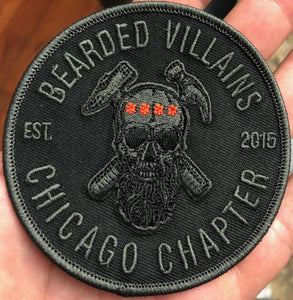 BEARDED VILLAINS
EST. 2015
CHICAGO CHAPTER